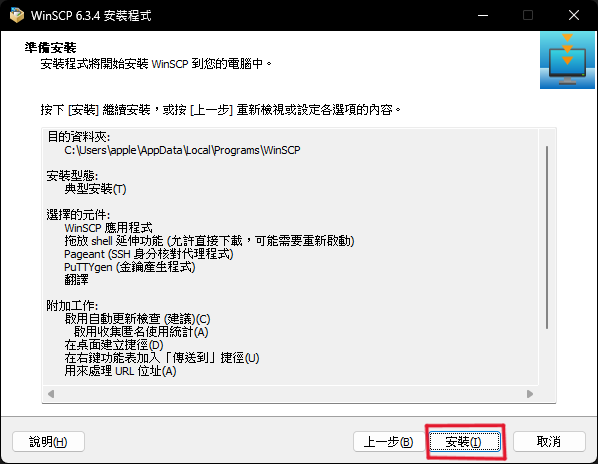 WinSCP 6.3.4 安裝程式
準備安裝
安裝程式將開始安裝 WinSCP 到您的電腦中。
按下 [安裝] 繼續安裝，或按 [上一步] 重新檢視或設定各選項的內容。
目的資料夾:
C:\Users\apple\AppData\Local\Programs\WinSCP
安裝型態:
典型安裝(T)
選擇的元件:
WinSCP 應用程式
拖放 shell 延伸功能 (允許直接下載，可能需要重新啟動)
Pageant (SSH 身分核對代理程式)
PuTTYgen (金鑰產生程式)
翻譯
附加工作:
啟用自動更新檢查 (建議)(C)
啟用收集匿名使用統計(A)
在桌面建立捷徑(D)
在右鍵功能表加入「傳送到」捷徑(U)
用來處理 URL 位址(A)
說明(H)
上一步(B)
安裝(I)
取消